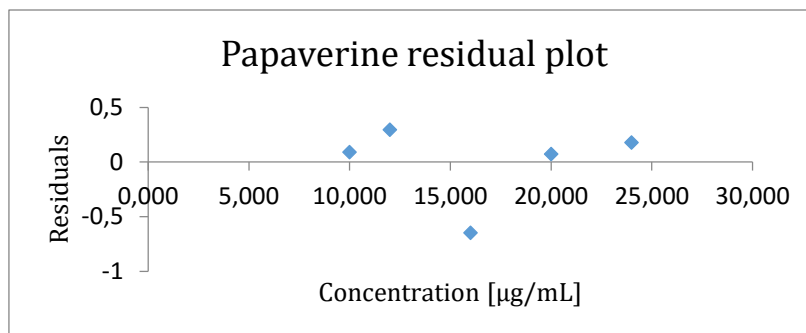 Papaverine residual plot
0,5
0
-0,5
-1
0,000 5,000 10,000 15,000 20,000 25,000 30,000
Residuals
Concentration [µg/mL]